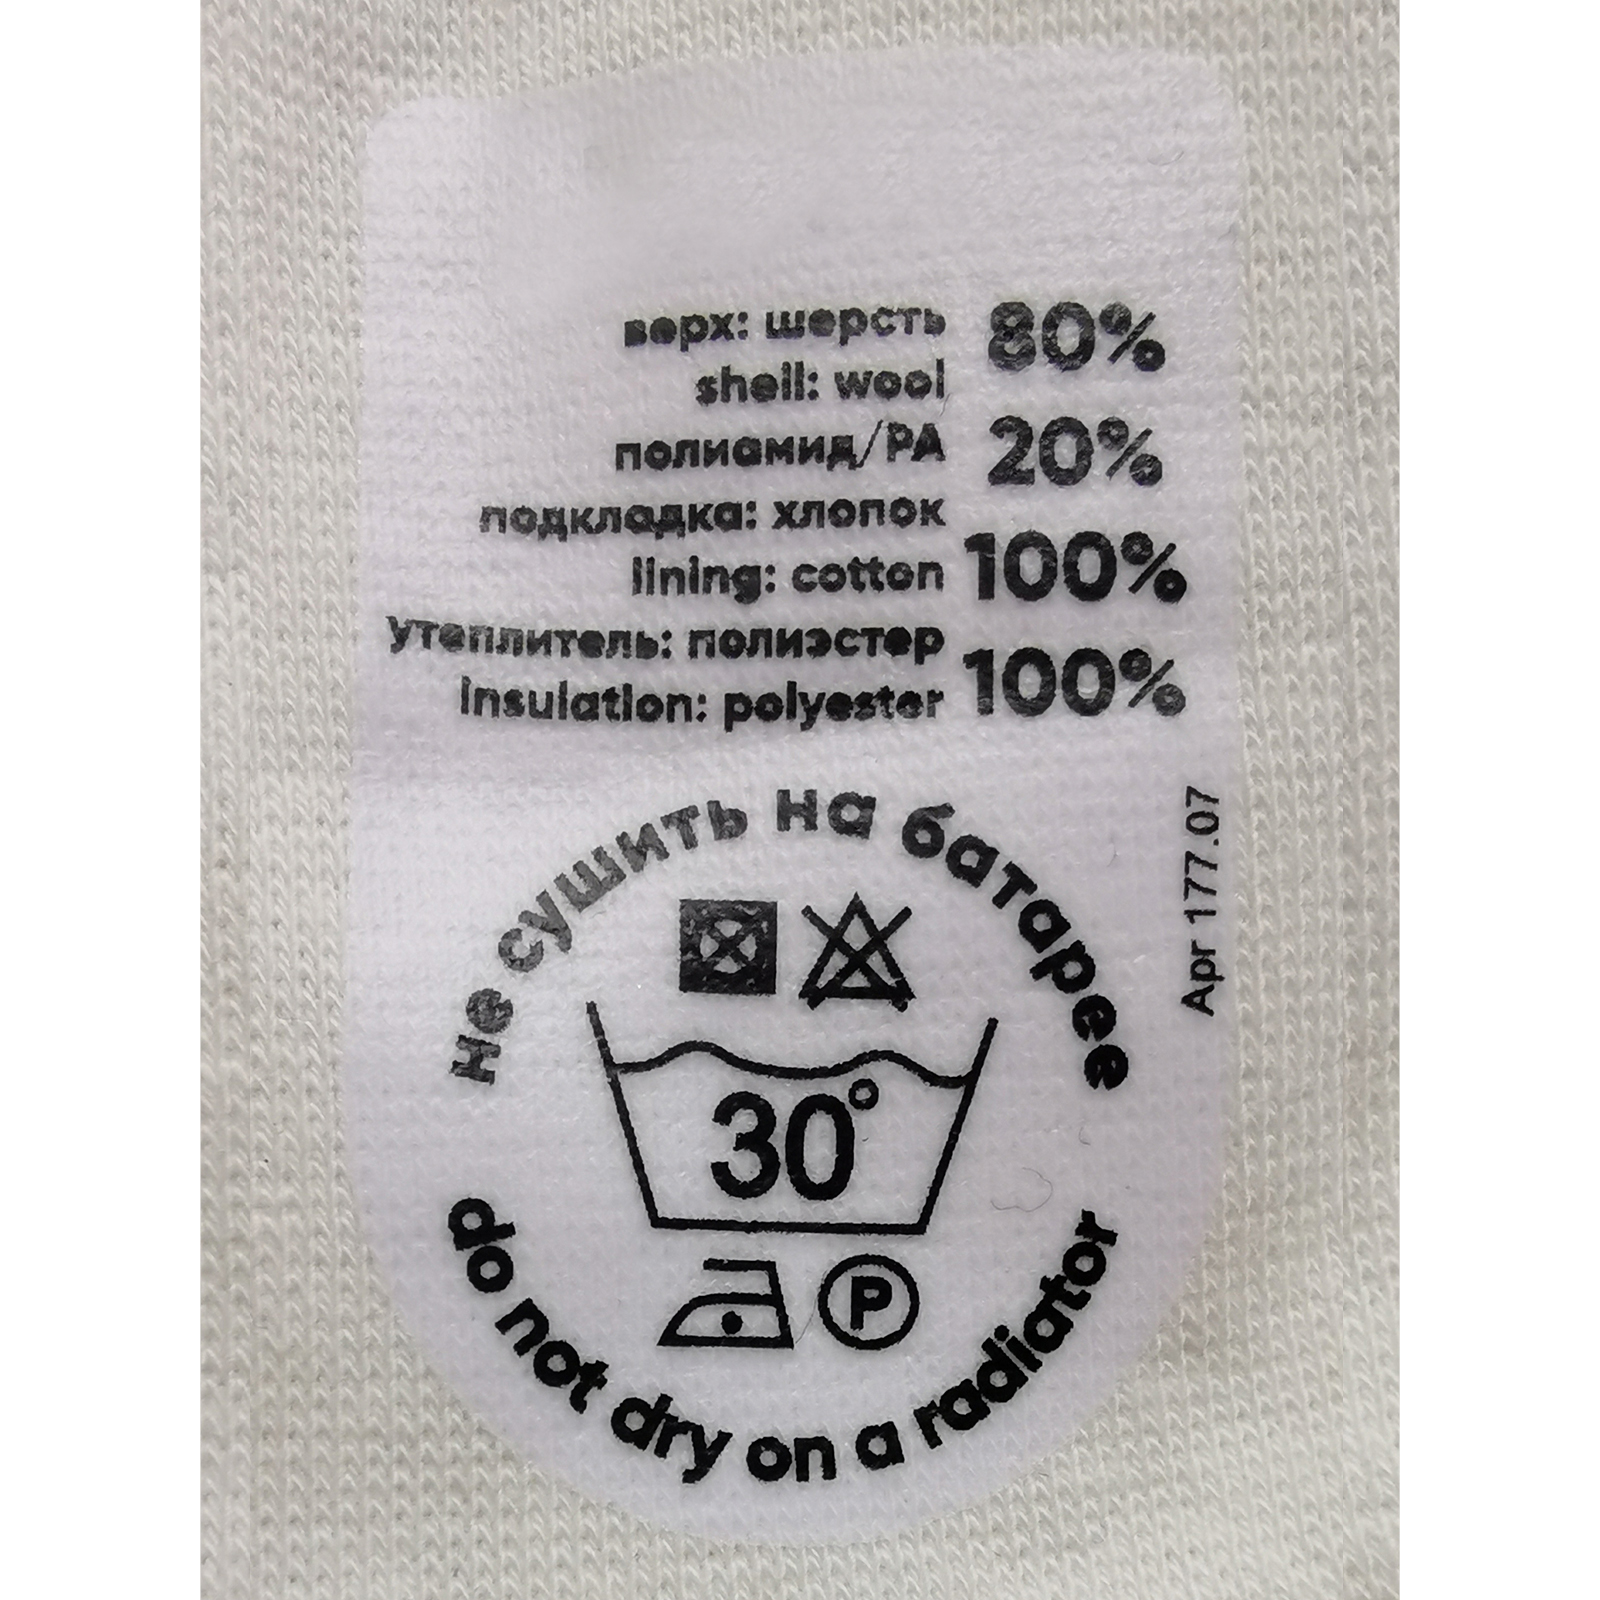 верх: шерсть 80%
shell: wool
полиамид/PA 20%
подкладка: хлопок
lining: cotton 100%
утеплитель: полиэстер
insulation: polyester 100%
не сушить на батарее
30°
P
do not dry on a radiator
Арт 177.07